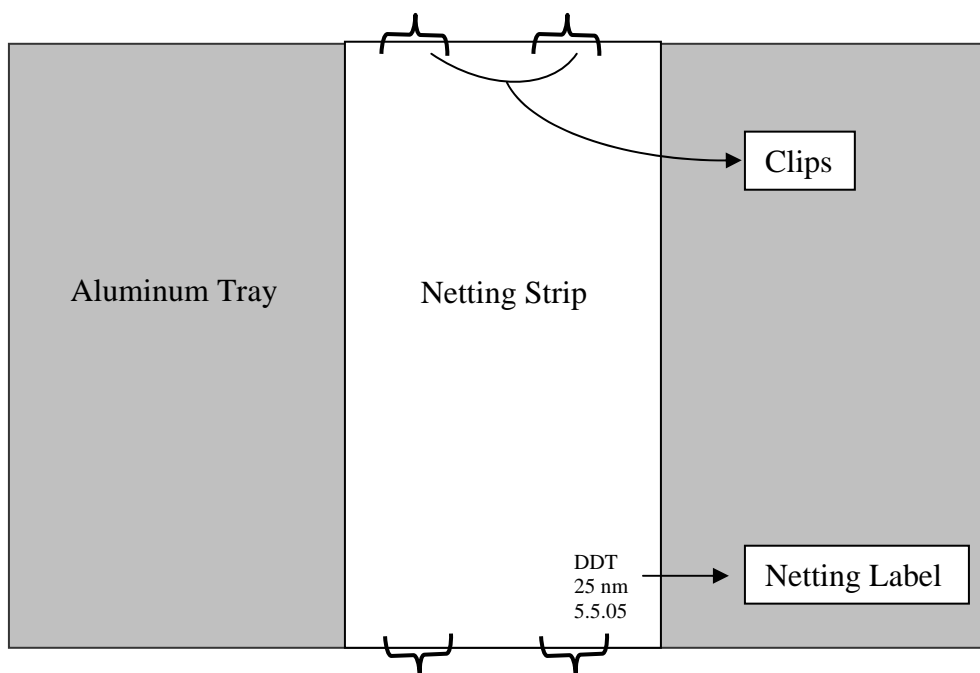 Clips
Aluminum Tray
Netting Strip
DDT
25 nm
5.5.05
Netting Label